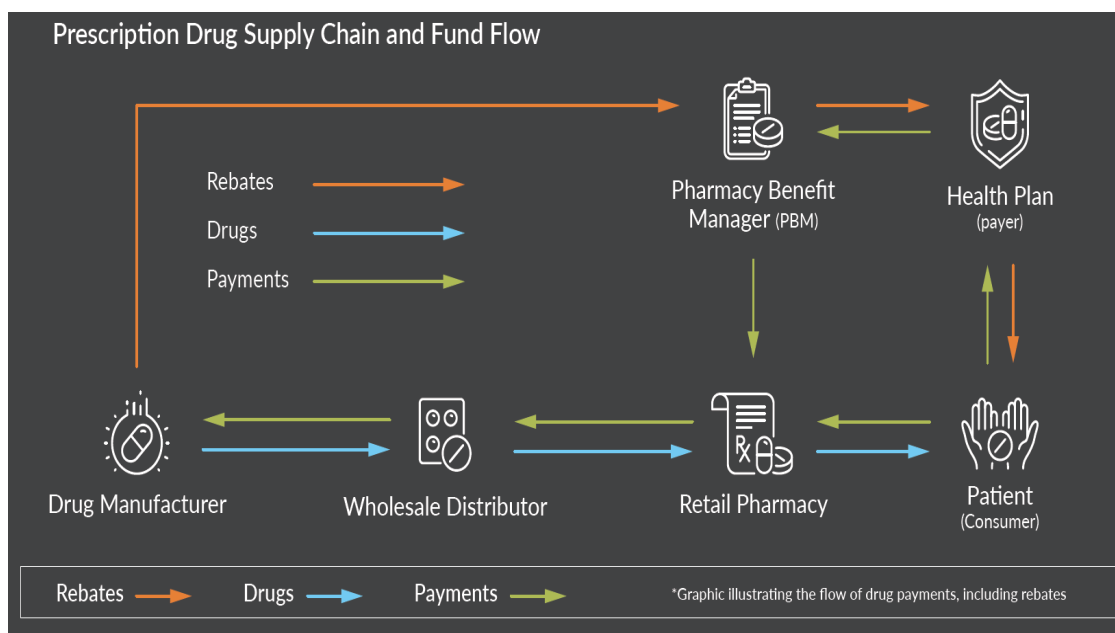 Prescription Drug Supply Chain and Fund Flow
Rebates
Drugs
Payments
Pharmacy Benefit
Manager (PBM)
Health Plan
(payer)
Rx
Drug Manufacturer
Wholesale Distributor
Retail Pharmacy
Patient
(Consumer)
Rebates
Drugs
Payments
*Graphic illustrating the flow of drug payments, including rebates